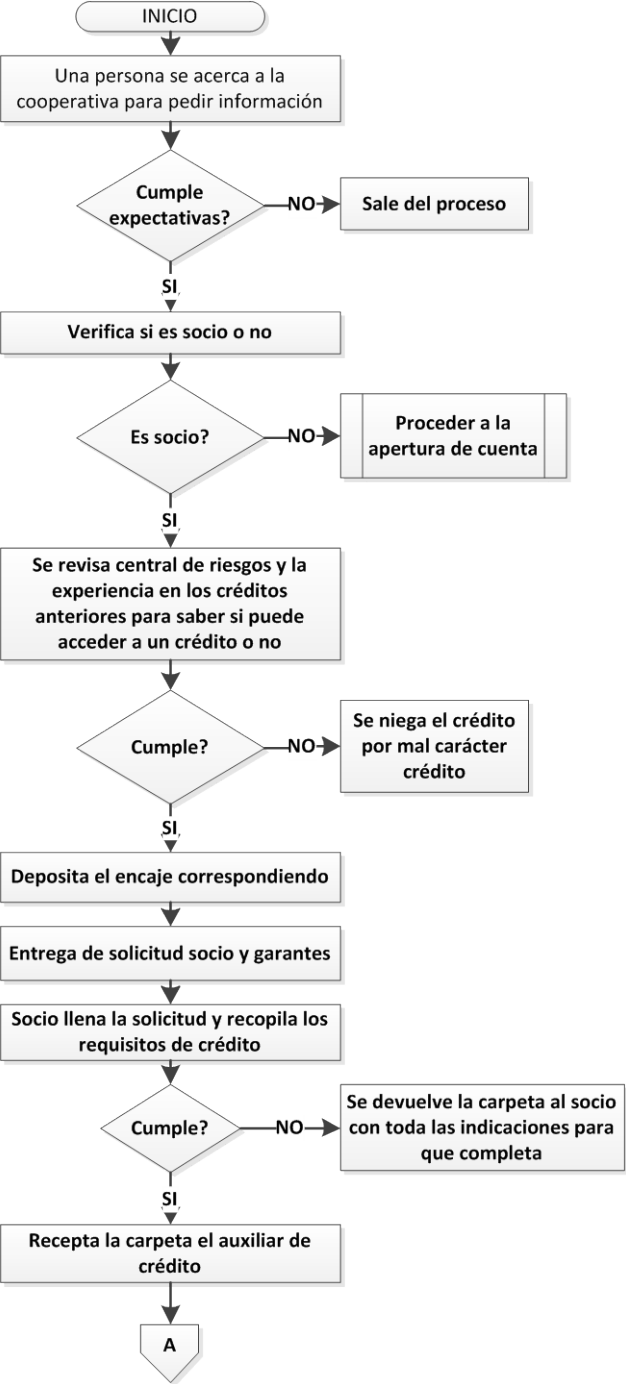 INICIO
Una persona se acerca a la
cooperativa para pedir información
Cumple
expectativas?
NO
Sale del proceso
SI
Verifica si es socio o no
Es socio?
NO
Proceder a la
apertura de cuenta
SI
Se revisa central de riesgos y la
experiencia en los créditos
anteriores para saber si puede
acceder a un crédito o no
Cumple?
NO
Se niega el crédito
por mal carácter
crédito
SI
Deposita el encaje correspondiendo
Entrega de solicitud socio y garantes
Socio llena la solicitud y recopila los
requisitos de crédito
Cumple?
NO
Se devuelve la carpeta al socio
con toda las indicaciones para
que completa
SI
Recepta la carpeta el auxiliar de
crédito
A